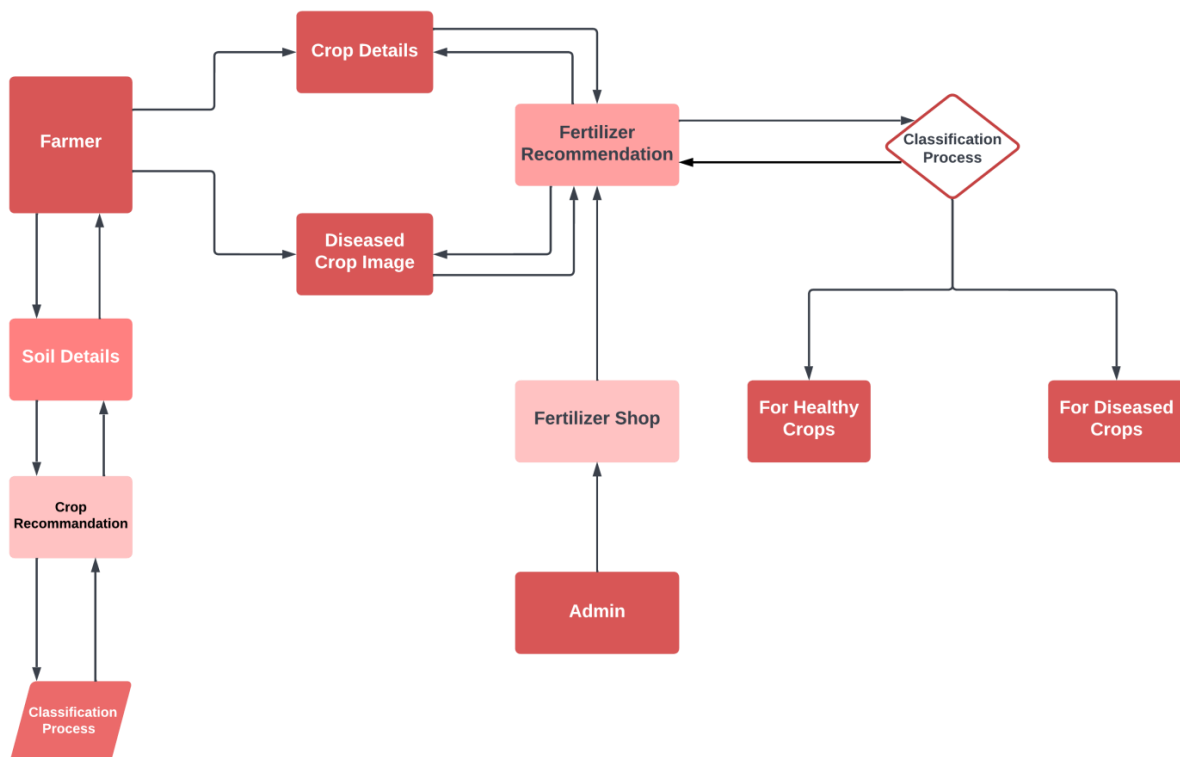 Crop Details
Farmer
Fertilizer
Recommendation
Classification
Process
Diseased
Crop Image
Soil Details
For Healthy
Crops
For Diseased
Crops
Fertilizer Shop
Crop
Recommandation
Admin
Classification
Process